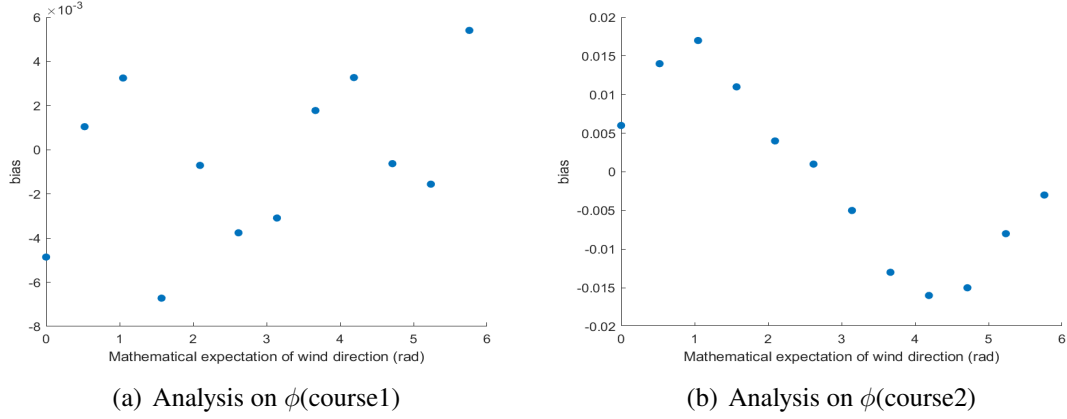 ×10⁻³
6
4
2
0
-2
-4
-6
-8
bias
0 1 2 3 4 5 6
Mathematical expectation of wind direction (rad)
(a) Analysis on ϕ(course1)
0.02
0.015
0.01
0.005
0
-0.005
-0.01
-0.015
-0.02
bias
0 1 2 3 4 5 6
Mathematical expectation of wind direction (rad)
(b) Analysis on ϕ(course2)